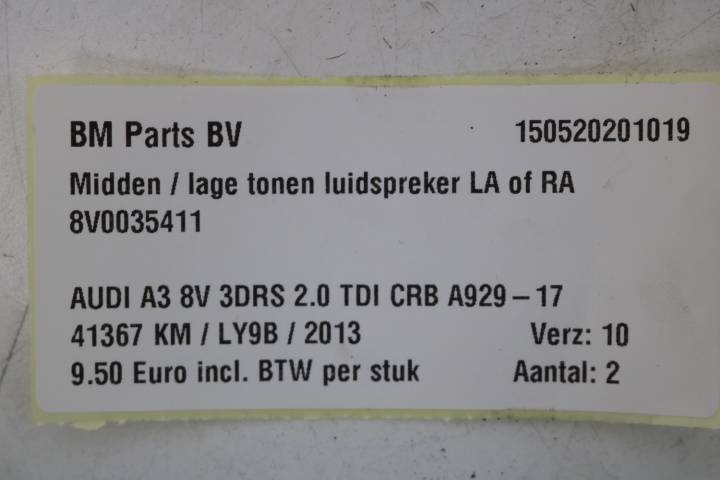 BM Parts BV 150520201019
Midden / lage tonen luidspreker LA of RA
8V0035411
AUDI A3 8V 3DRS 2.0 TDI CRB A929 – 17
41367 KM / LY9B / 2013 Verz: 10
9.50 Euro incl. BTW per stuk Aantal: 2